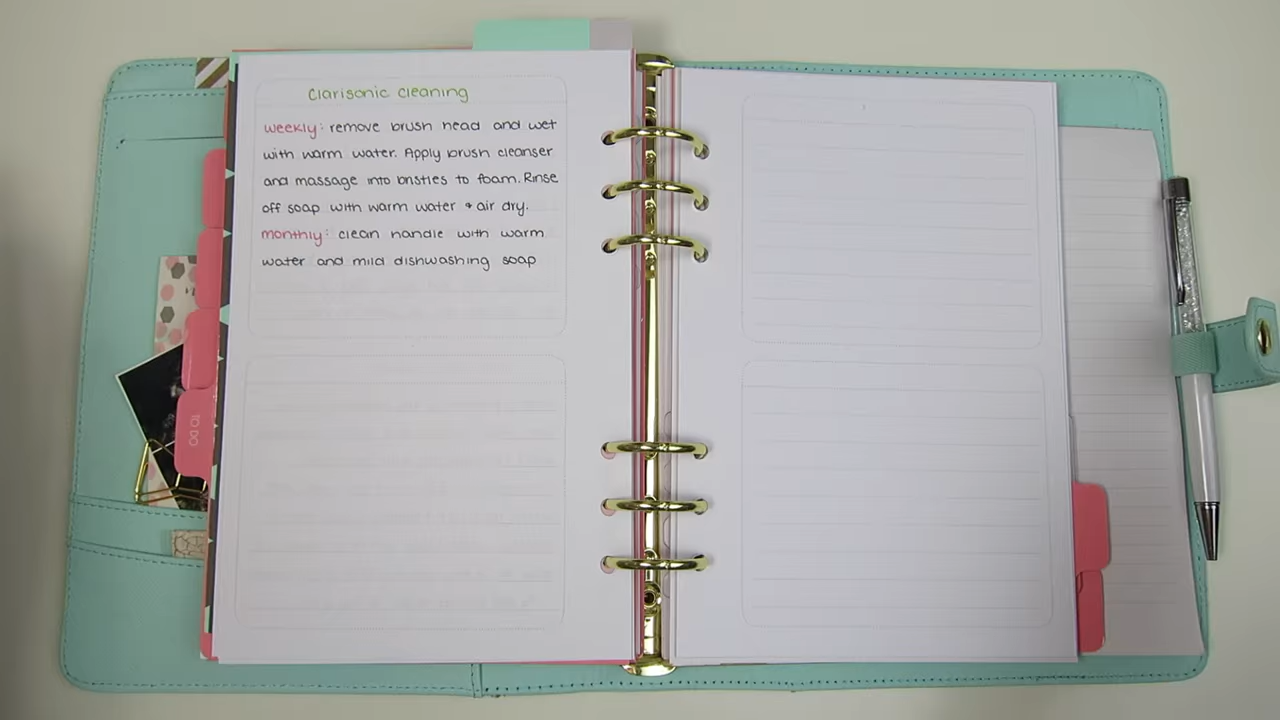 Clarisonic cleaning
weekly: remove brush head and wet
with warm water. Apply brush cleanser
and massage into bristles to foam. Rinse
off soap with warm water + air dry.
monthly: clean handle with warm
water and mild dishwashing soap
TO DO